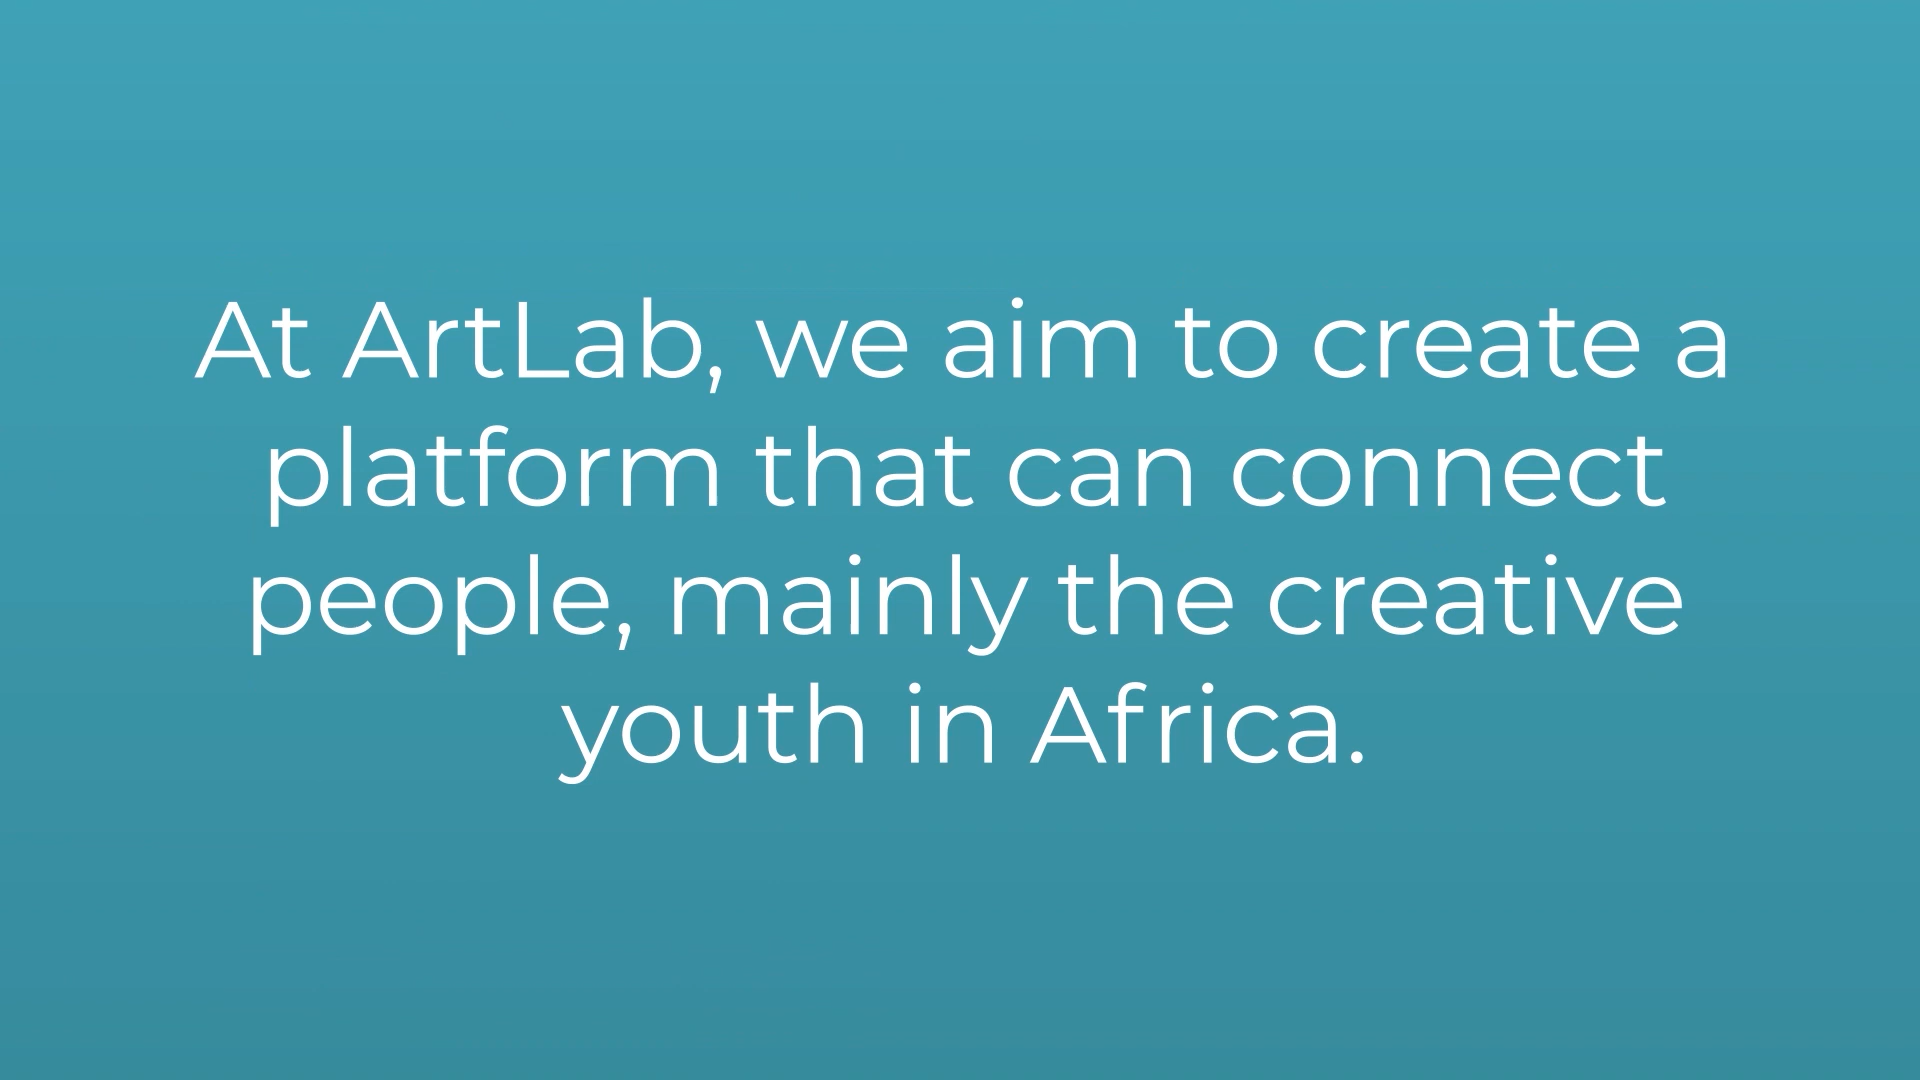 At ArtLab, we aim to create a
platform that can connect
people, mainly the creative
youth in Africa.